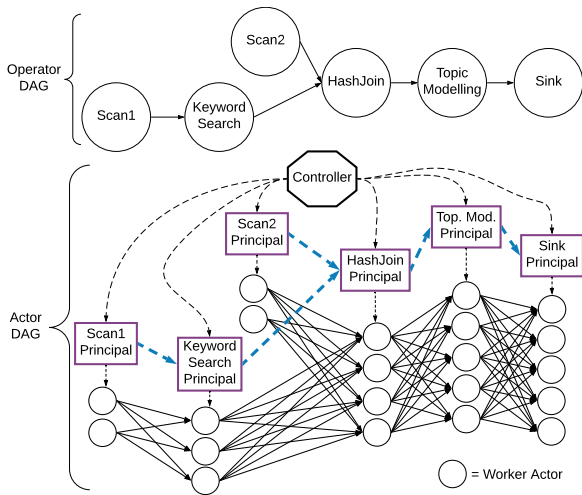 Operator
DAG
Scan1
Keyword
Search
Scan2
HashJoin
Topic
Modelling
Sink
Actor
DAG
Controller
Scan1
Principal
Keyword
Search
Principal
Scan2
Principal
HashJoin
Principal
Top. Mod.
Principal
Sink
Principal
= Worker Actor